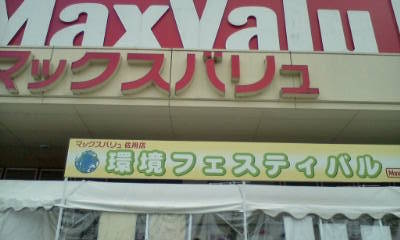 MaxValu
マックスバリュ
マックスバリュ 佐用店
環境フェスティバル
Max